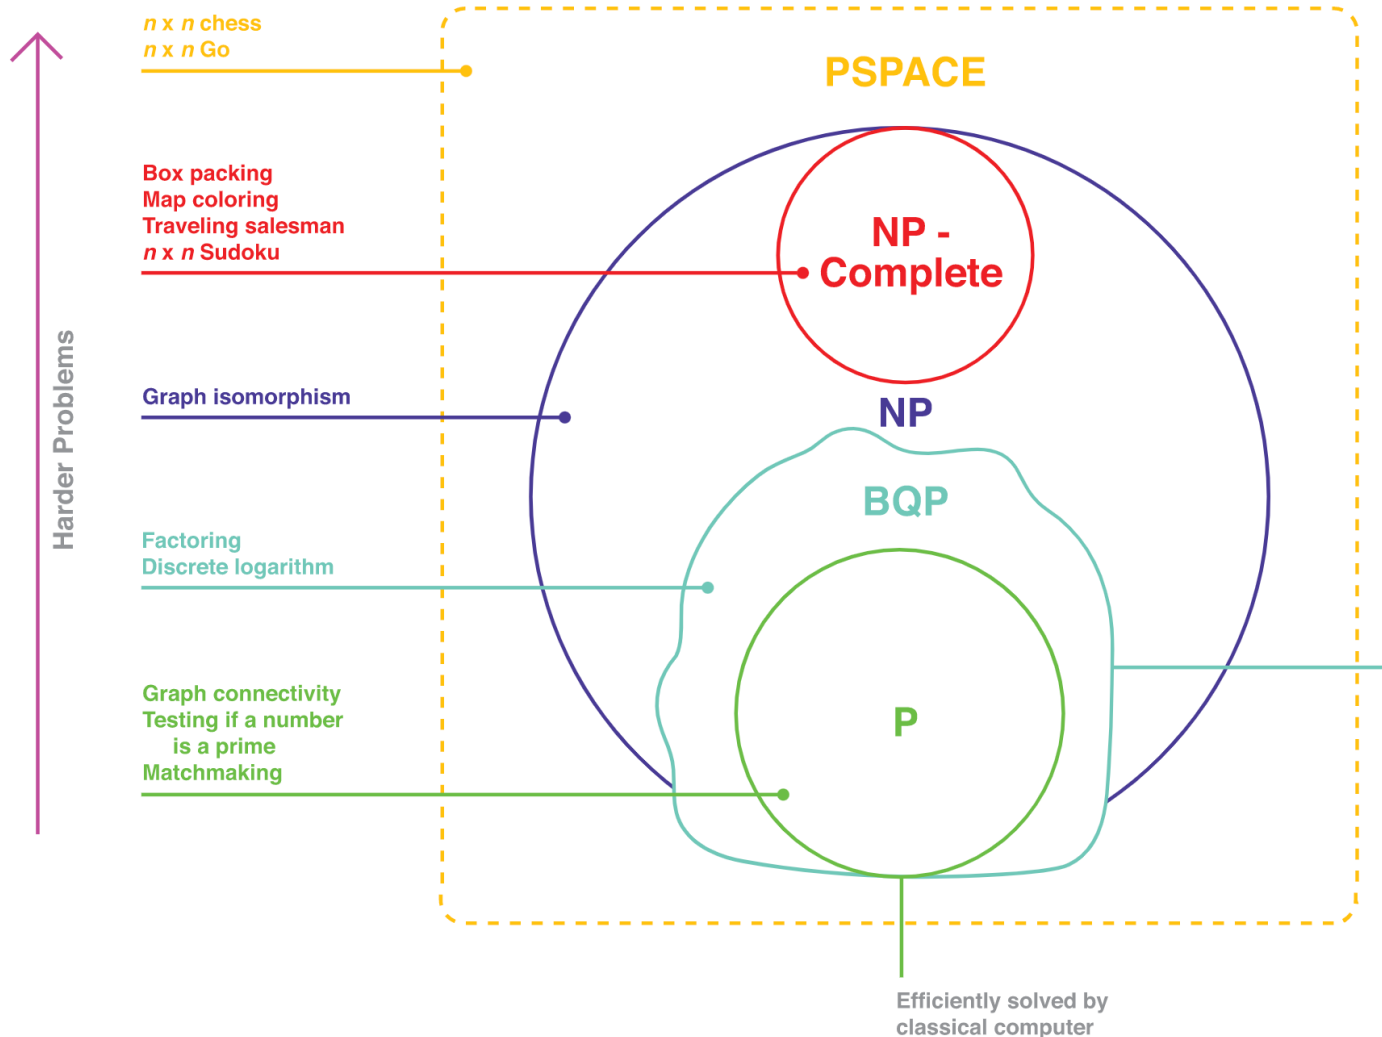 n x n chess
n x n Go
PSPACE
Box packing
Map coloring
Traveling salesman
n x n Sudoku
NP -
Complete
Harder Problems
Graph isomorphism
NP
BQP
Factoring
Discrete logarithm
Graph connectivity
Testing if a number
is a prime
Matchmaking
P
Efficiently solved by
classical computer